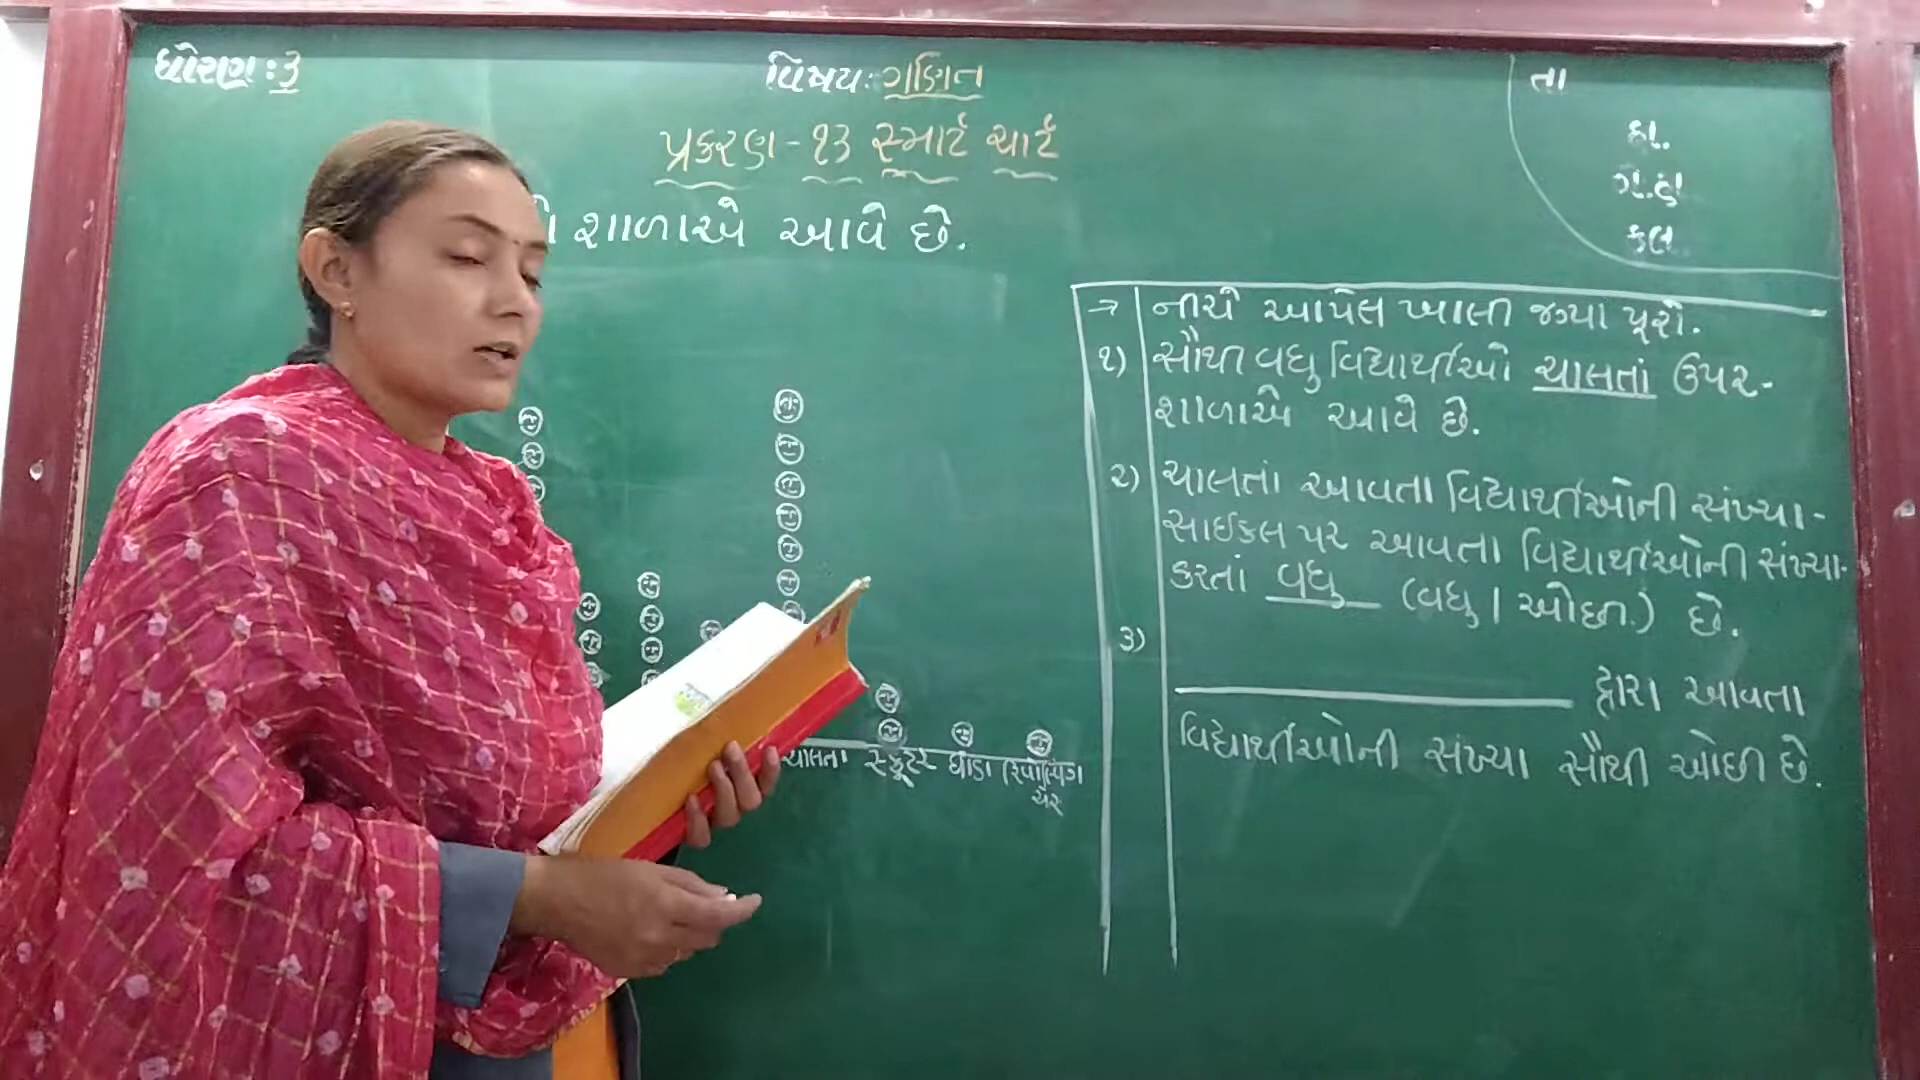 ધોરણ : ૩
વિષય : ગણિત
પ્રકરણ - ૧૩ સ્માર્ટ ચાર્ટ
શાળાએ આવે છે.
તા
હા.
ગે.હા
કુલ
→ નીચે આપેલ ખાલી જગ્યા પૂરો.
૧) સૌથી વધુ વિદ્યાર્થીઓ ચાલતાં ઉપર-
શાળાએ આવે છે.
૨) ચાલતાં આવતા વિદ્યાર્થીઓની સંખ્યા-
સાઈકલ પર આવતા વિદ્યાર્થીઓની સંખ્યા-
કરતાં વધુ (વધુ / ઓછી) છે.
૩)
__________ દ્વારા આવતા
વિદ્યાર્થીઓની સંખ્યા સૌથી ઓછી છે.
ચાલતા સ્કૂટર ઘોડા
ચેર